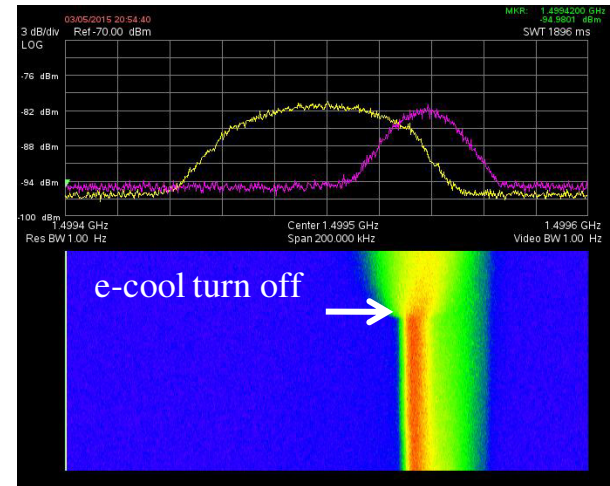 MKR: 1.4994200 GHz
03/05/2015 20:54:40 -94.9801 dBm
3 dB/div Ref -70.00 dBm SWT 1896 ms
LOG
-76 dBm
-82 dBm
-88 dBm
-94 dBm
-100 dBm
1.4994 GHz Center 1.4995 GHz 1.4996 GHz
Res BW 1.00 Hz Span 200.000 kHz Video BW 1.00 Hz
e-cool turn off